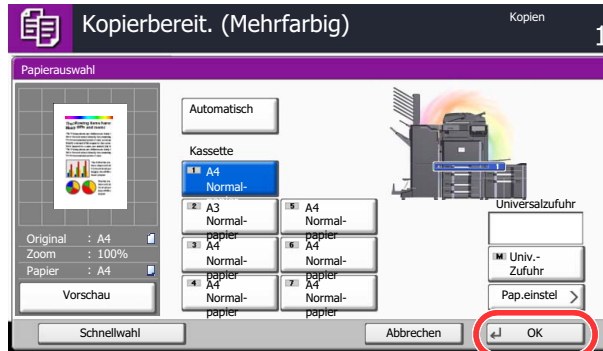 Kopierbereit. (Mehrfarbig)
Kopien
1
Papierauswahl
Automatisch
Kassette
1 A4
Normal-
2 A3
Normal-
papier
5 A4
Normal-
papier
3 A4
Normal-
papier
6 A4
Normal-
papier
4 A4
Normal-
papier
7 A4
Normal-
papier
1
Universalzufuhr
M Univ.-
Zufuhr
Pap.einstel
Original : A4
Zoom : 100%
Papier : A4
Vorschau
Schnellwahl
Abbrechen
OK